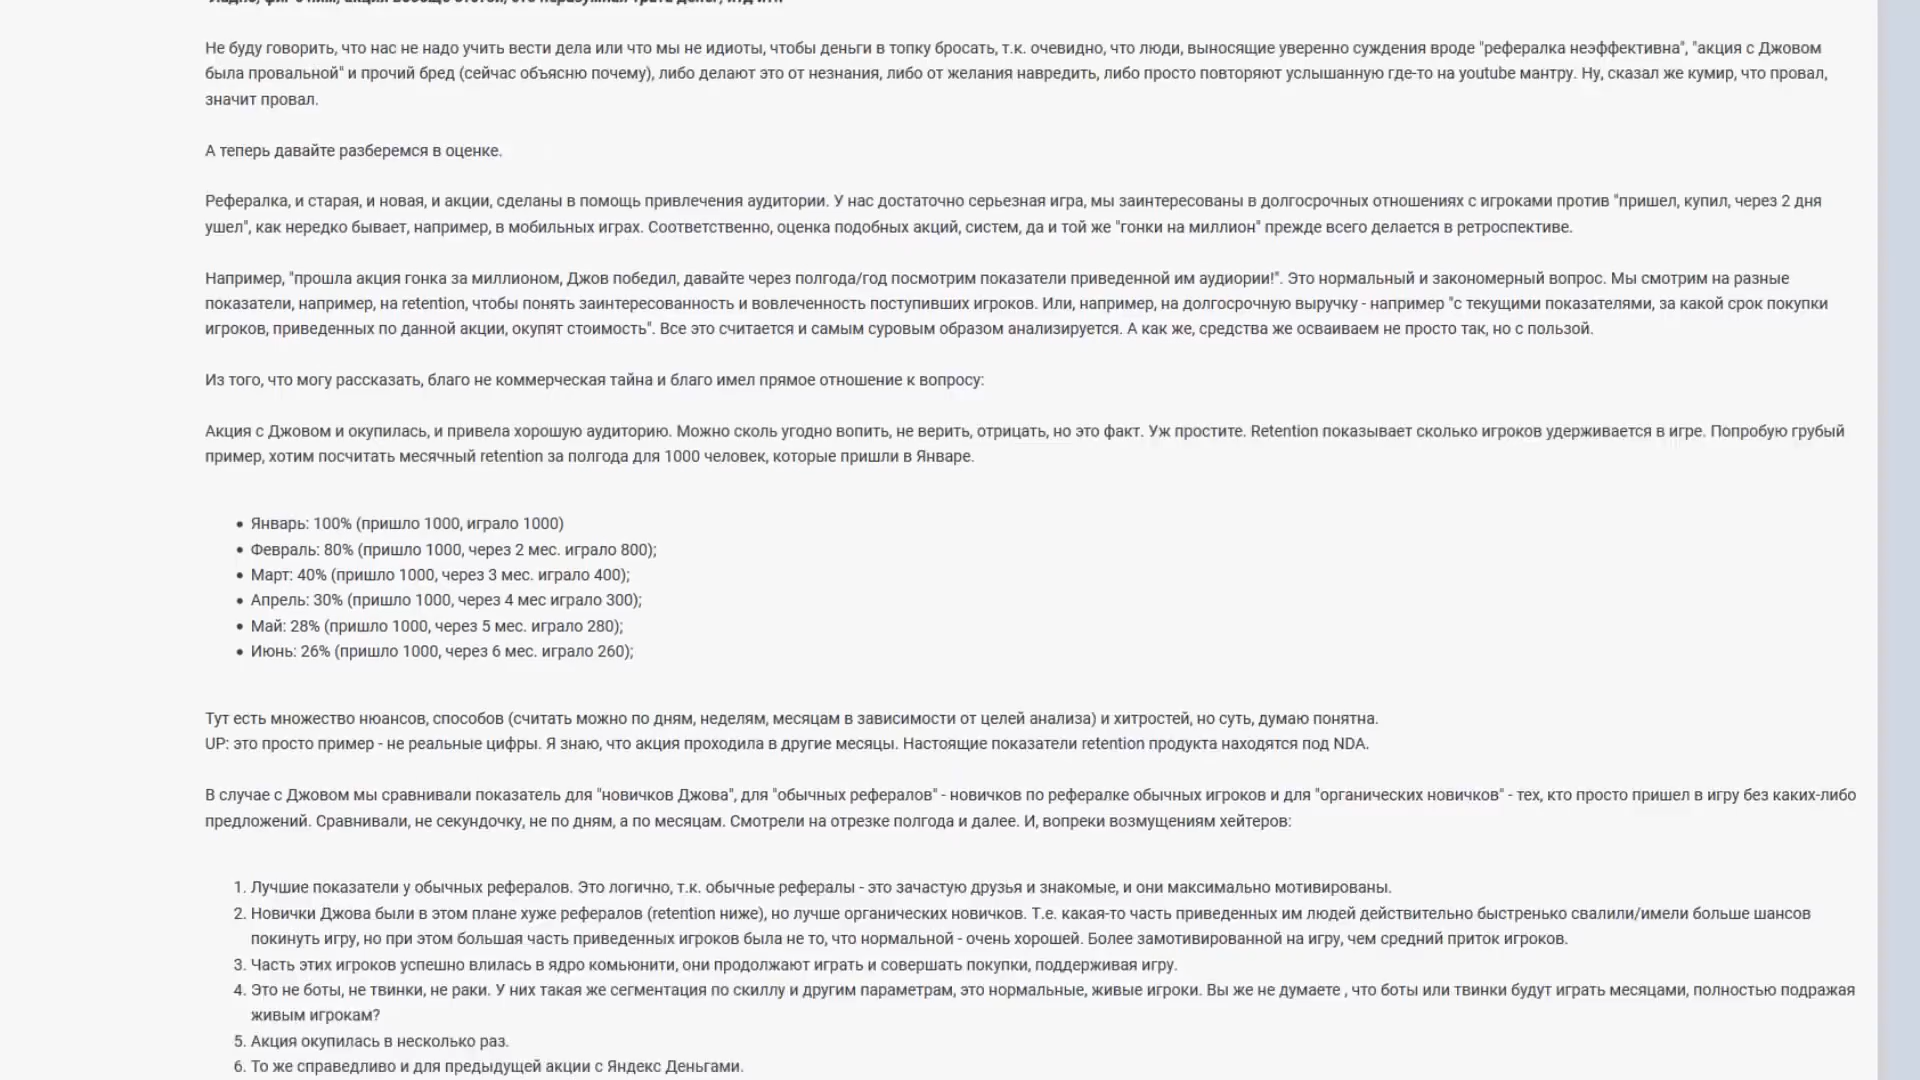 Не буду говорить, что нас не надо учить вести дела или что мы не идиоты, чтобы деньги в топку бросать, т.к. очевидно, что люди, выносящие уверенно суждения вроде "рефералка неэффективна", "акция с Джовом
была провальной" и прочий бред (сейчас объясню почему), либо делают это от незнания, либо от желания навредить, либо просто повторяют услышанную где-то на youtube мантру. Ну, сказал же кумир, что провал,
значит провал.
А теперь давайте разберемся в оценке.
Рефералка, и старая, и новая, и акции, сделаны в помощь привлечения аудитории. У нас достаточно серьезная игра, мы заинтересованы в долгосрочных отношениях с игроками против "пришел, купил, через 2 дня
ушел", как нередко бывает, например, в мобильных играх. Соответственно, оценка подобных акций, систем, да и той же "гонки на миллион" прежде всего делается в ретроспективе.
Например, "прошла акция гонка за миллионом, Джов победил, давайте через полгода/год посмотрим показатели приведенной им аудиории!". Это нормальный и закономерный вопрос. Мы смотрим на разные
показатели, например, на retention, чтобы понять заинтересованность и вовлеченность поступивших игроков. Или, например, на долгосрочную выручку - например "с текущими показателями, за какой срок покупки
игроков, приведенных по данной акции, окупят стоимость". Все это считается и самым суровым образом анализируется. А как же, средства же осваиваем не просто так, но с пользой.
Из того, что могу рассказать, благо не коммерческая тайна и благо имел прямое отношение к вопросу:
Акция с Джовом и окупилась, и привела хорошую аудиторию. Можно сколь угодно вопить, не верить, отрицать, но это факт. Уж простите. Retention показывает сколько игроков удерживается в игре. Попробую грубый
пример, хотим посчитать месячный retention за полгода для 1000 человек, которые пришли в Январе.
• Январь: 100% (пришло 1000, играло 1000)
• Февраль: 80% (пришло 1000, через 2 мес. играло 800);
• Март: 40% (пришло 1000, через 3 мес. играло 400);
• Апрель: 30% (пришло 1000, через 4 мес играло 300);
• Май: 28% (пришло 1000, через 5 мес. играло 280);
• Июнь: 26% (пришло 1000, через 6 мес. играло 260);
Тут есть множество нюансов, способов (считать можно по дням, неделям, месяцам в зависимости от целей анализа) и хитростей, но суть, думаю понятна.
UP: это просто пример - не реальные цифры. Я знаю, что акция проходила в другие месяцы. Настоящие показатели retention продукта находятся под NDA.
В случае с Джовом мы сравнивали показатель для "новичков Джова", для "обычных рефералов" - новичков по рефералке обычных игроков и для "органических новичков" - тех, кто просто пришел в игру без каких-либо
предложений. Сравнивали, не секундочку, не по дням, а по месяцам. Смотрели на отрезке полгода и далее. И, вопреки возмущениям хейтеров:
1. Лучшие показатели у обычных рефералов. Это логично, т.к. обычные рефералы - это зачастую друзья и знакомые, и они максимально мотивированы.
2. Новички Джова были в этом плане хуже рефералов (retention ниже), но лучше органических новичков. Т.е. какая-то часть приведенных им людей действительно быстренько свалили/имели больше шансов
покинуть игру, но при этом большая часть приведенных игроков была не то, что нормальной - очень хорошей. Более замотивированной на игру, чем средний приток игроков.
3. Часть этих игроков успешно влилась в ядро комьюнити, они продолжают играть и совершать покупки, поддерживая игру.
4. Это не боты, не твинки, не раки. У них такая же сегментация по скиллу и другим параметрам, это нормальные, живые игроки. Вы же не думаете , что боты или твинки будут играть месяцами, полностью подражая
живым игрокам?
5. Акция окупилась в несколько раз.
6. То же справедливо и для предыдущей акции с Яндекс Деньгами.